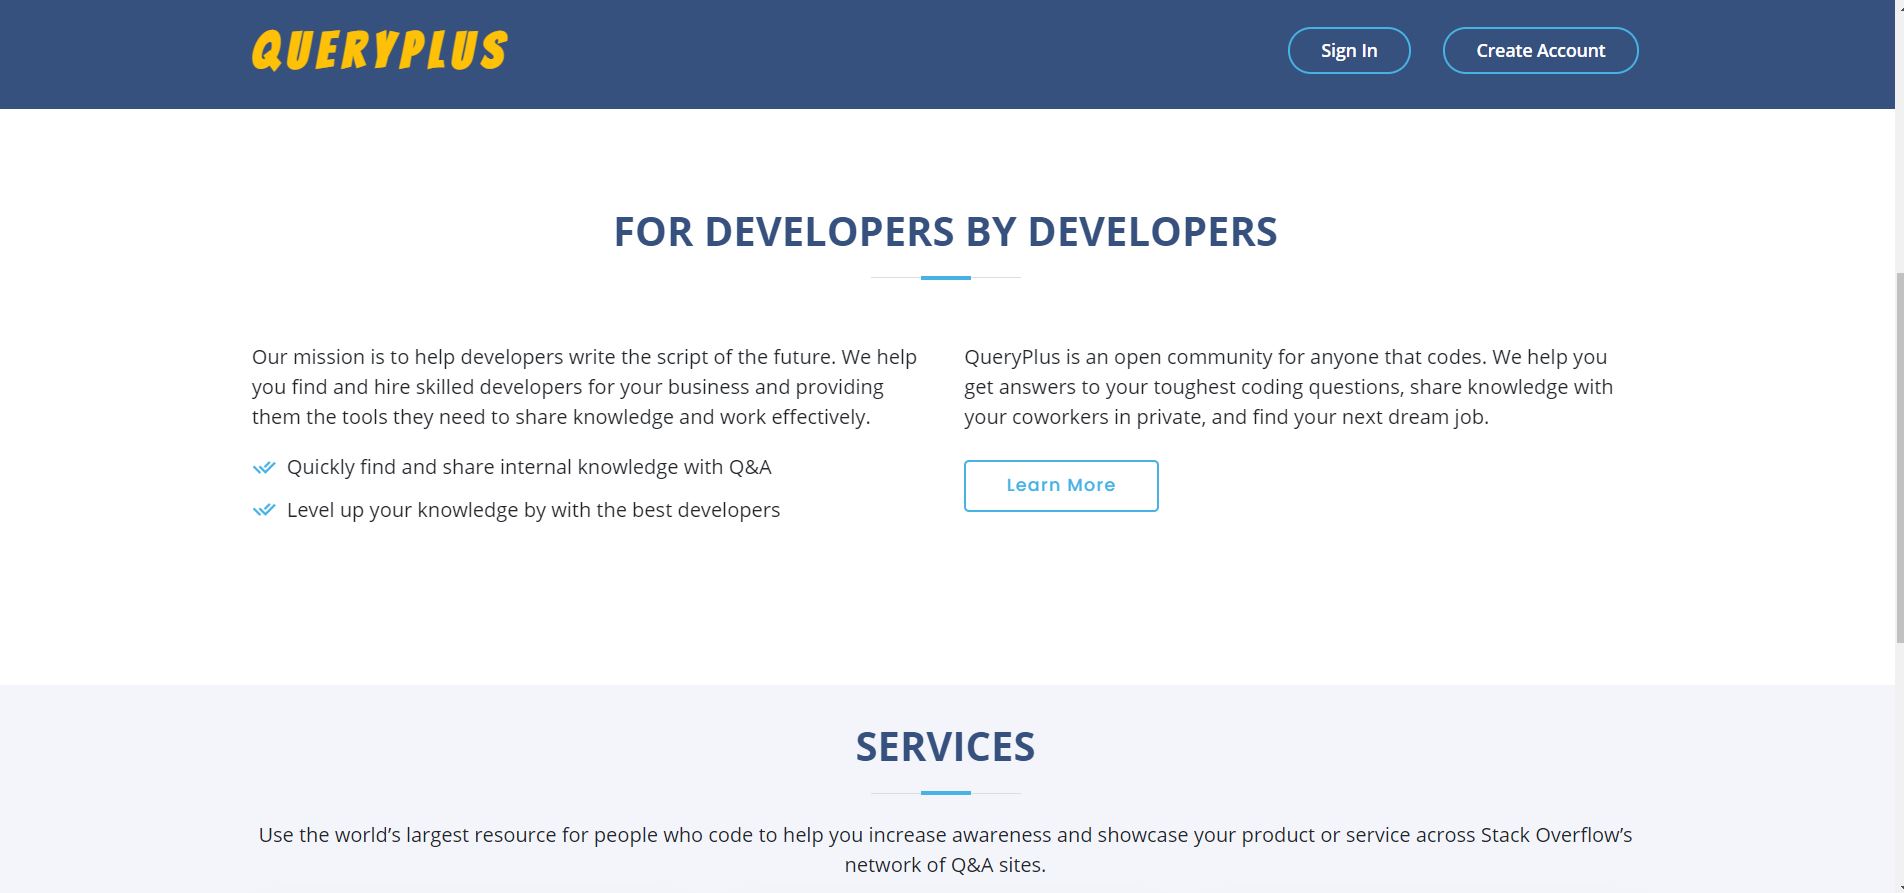 QUERYPLUS
Sign In
Create Account
FOR DEVELOPERS BY DEVELOPERS
Our mission is to help developers write the script of the future. We help
you find and hire skilled developers for your business and providing
them the tools they need to share knowledge and work effectively.
Quickly find and share internal knowledge with Q&A
Level up your knowledge by with the best developers
QueryPlus is an open community for anyone that codes. We help you
get answers to your toughest coding questions, share knowledge with
your coworkers in private, and find your next dream job.
Learn More
SERVICES
Use the world’s largest resource for people who code to help you increase awareness and showcase your product or service across Stack Overflow’s
network of Q&A sites.